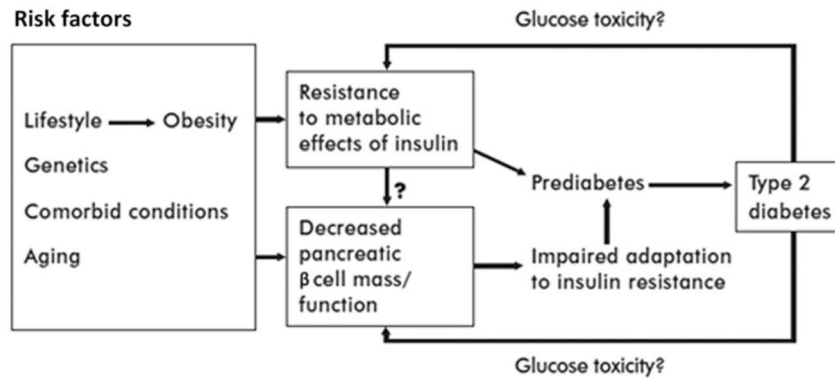 Risk factors
Glucose toxicity?
Lifestyle
Obesity
Genetics
Comorbid conditions
Aging
Resistance
to metabolic
effects of insulin
?
Decreased
pancreatic
β cell mass/
function
Prediabetes
Impaired adaptation
to insulin resistance
Type 2
diabetes
Glucose toxicity?